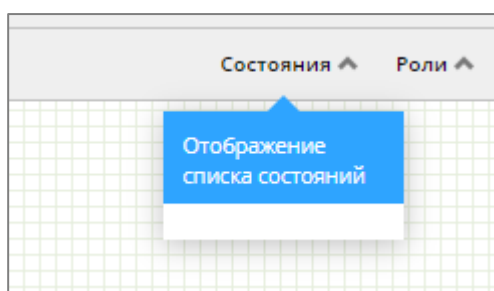 Состояния Роли
Отображение
списка состояний